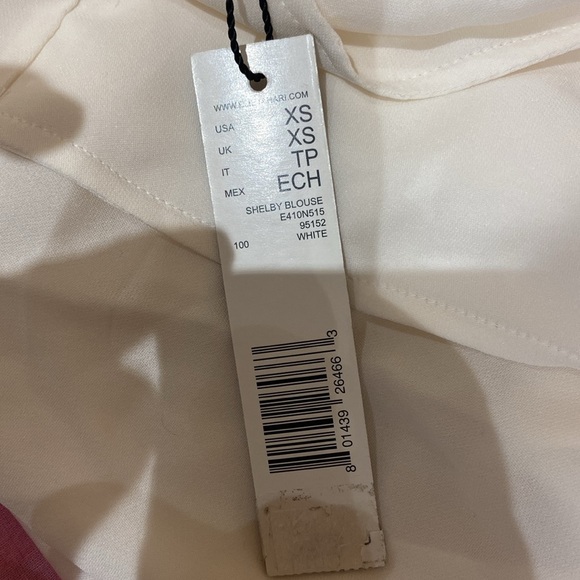 USA XS
UK XS
IT TP
MEX ECH
SHELBY BLOUSE
E410N515
95152
100 WHITE
8 01439 26466 3